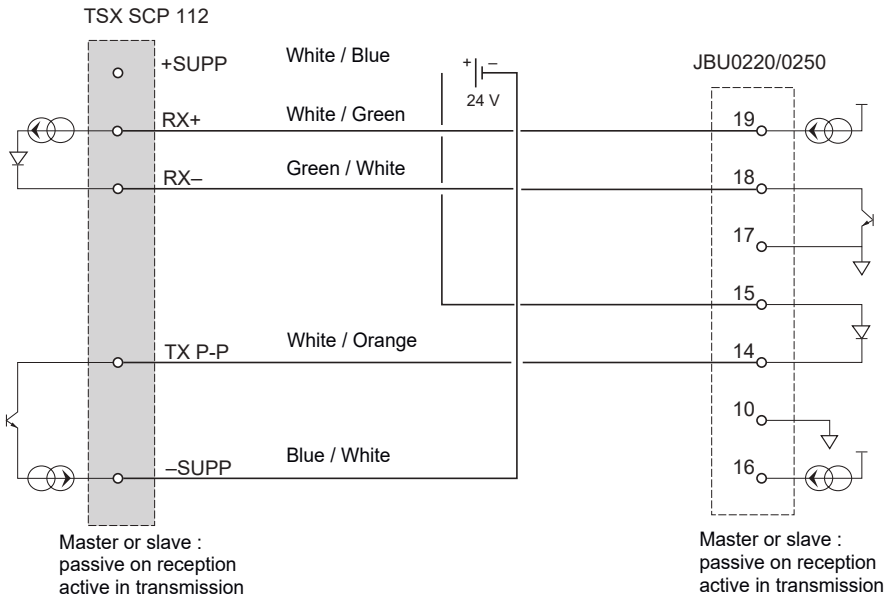 TSX SCP 112
+SUPP
White / Blue
+
–
24 V
JBU0220/0250
RX+
White / Green
19
RX–
Green / White
18
17
15
TX P-P
White / Orange
14
10
–SUPP
Blue / White
16
Master or slave :
passive on reception
active in transmission
Master or slave :
passive on reception
active in transmission